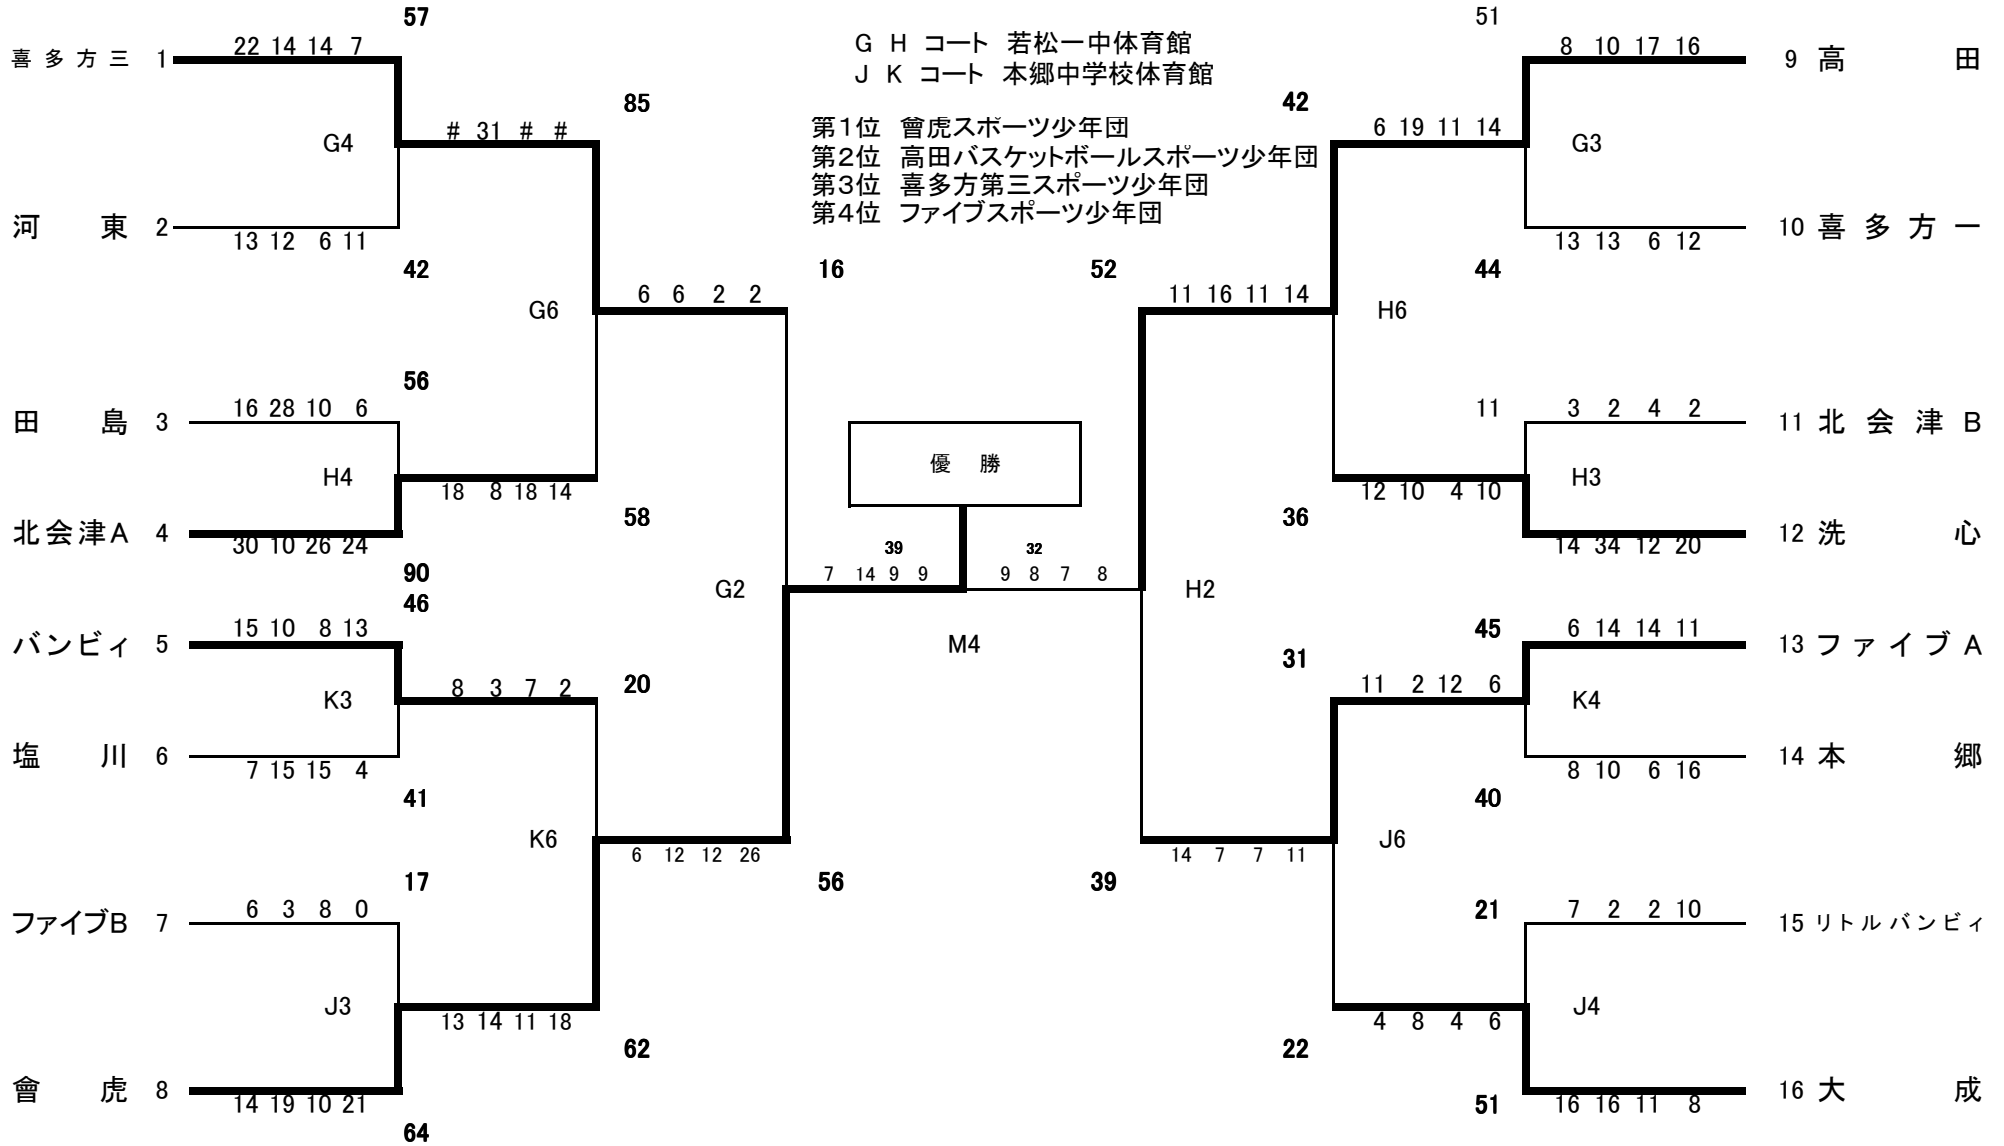 57
51
喜多方三 1 22 14 14 7
8 10 17 16 9 高田
G H コート 若松一中体育館
J K コート 本郷中学校体育館
85
42
# 31 # #
第1位 會虎スポーツ少年団
6 19 11 14
G4
G3
第2位 高田バスケットボールスポーツ少年団
第3位 喜多方第三スポーツ少年団
第4位 ファイブスポーツ少年団
河東 2 13 12 6 11
13 13 6 12 10 喜多方一
42
16
52
44
6 6 2 2
11 16 11 14
G6
H6
56
田島 3 16 28 10 6
11
3 2 4 2 11 北会津B
優勝
H4
18 8 18 14
12 10 4 10
H3
58
36
北会津A 4 30 10 26 24
14 34 12 20 12 洗心
39
32
90
7 14 9 9
9 8 7 8
G2
H2
46
バンビィ 5 15 10 8 13
45
6 14 14 11 13 ファイブA
M4
31
20
8 3 7 2
11 2 12 6
K3
K4
塩川 6 7 15 15 4
8 10 6 16 14 本郷
41
40
K6
J6
6 12 12 26
14 7 7 11
17
56
39
ファイブB 7 6 3 8 0
21
7 2 2 10 15 リトルバンビィ
J3
J4
13 14 11 18
4 8 4 6
62
22
會虎 8 14 19 10 21
51
16 16 11 8 16 大成
64